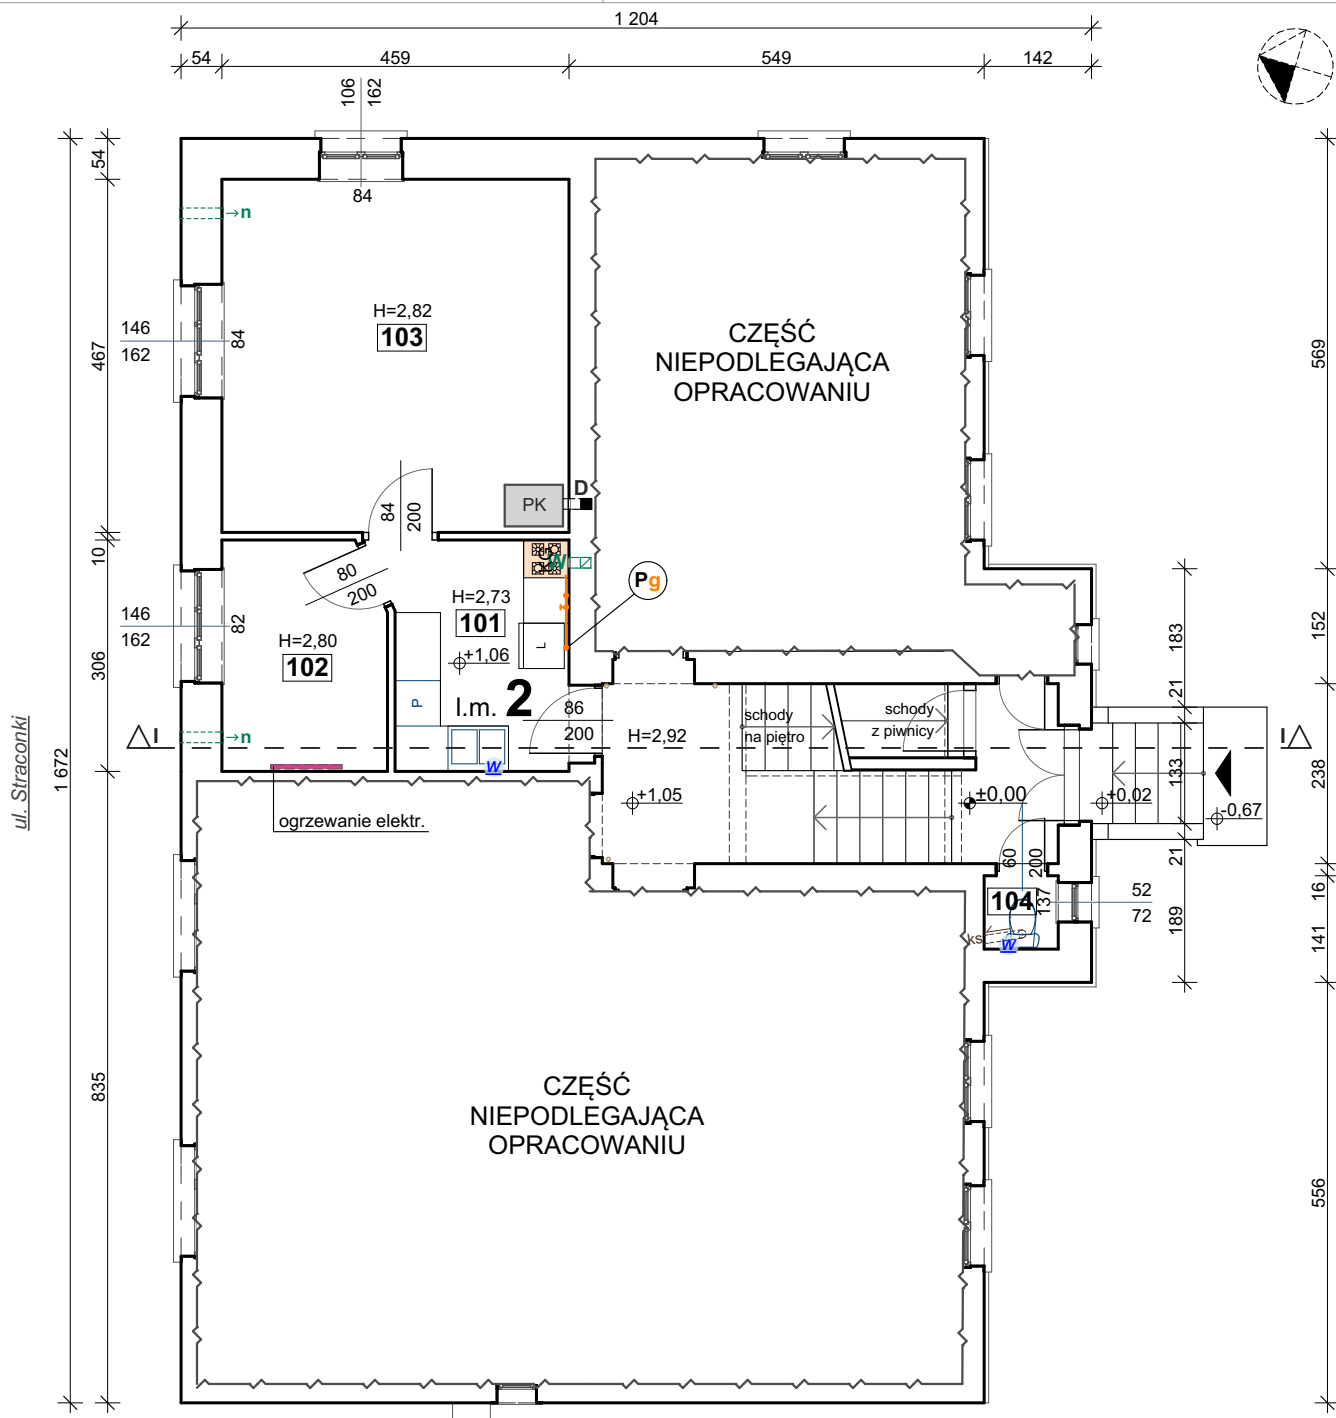 1 204
54
459
549
142
106
162
84
54
→n
H=2,82
103
146
162
84
467
CZĘŚĆ
NIEPODLEGAJĄCA
OPRACOWANIU
569
84
200
PK
D
10
W
80
200
Pg
146
162
82
H=2,73
101
L
H=2,80
102
+1,06
306
152
183
21
P
l.m. 2
86
200
H=2,92
schody
na piętro
schody
z piwnicy
I
→n
I
W
133
238
ul. Straconki
1 672
+1,05
±0,00
+0,02
-0,67
ogrzewanie elektr.
60
200
21
16
104
137
52
72
189
141
ks
W
835
CZĘŚĆ
NIEPODLEGAJĄCA
OPRACOWANIU
556